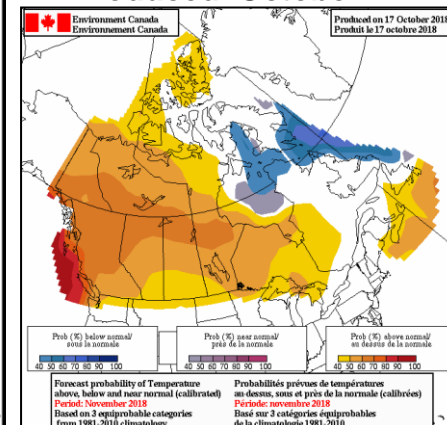 Environment Canada
Environnement Canada
Produced on 17 October 2018
Produit le 17 octobre 2018
Prob (%) below normal/
sous la normale
40 50 60 70 80 90 100
Prob (%) near normal/
près de la normale
40 50 60 70 80 90 100
Prob (%) above normal/
au dessus de la normale
40 50 60 70 80 90 100
Forecast probability of Temperature
above, below and near normal (calibrated)
Period: November 2018
Based on 3 equiprobable categories
from 1981-2010 climatology
Probabilités prévues de températures
au-dessus, sous et près de la normale (calibrées)
Période: novembre 2018
Basé sur 3 catégories équiprobables
de la climatologie 1981-2010